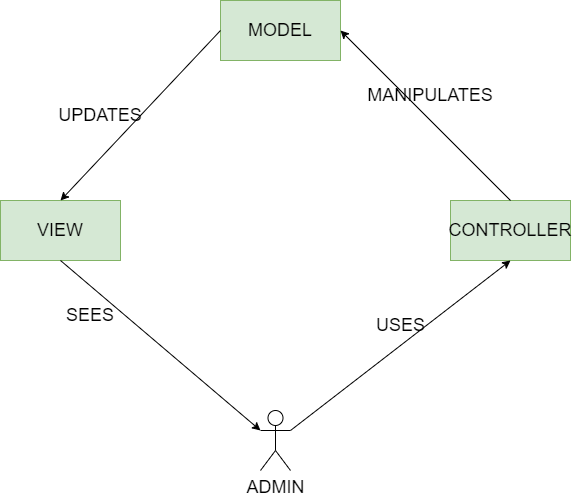 MODEL
MANIPULATES
UPDATES
VIEW
CONTROLLER
SEES
USES
ADMIN